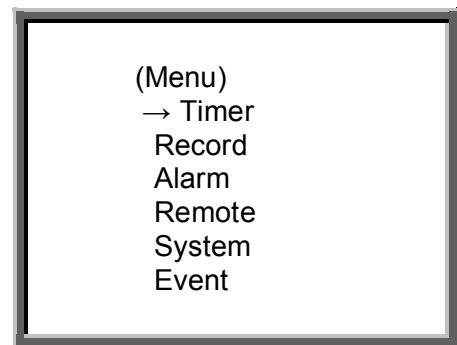 (Menu)
→ Timer
Record
Alarm
Remote
System
Event